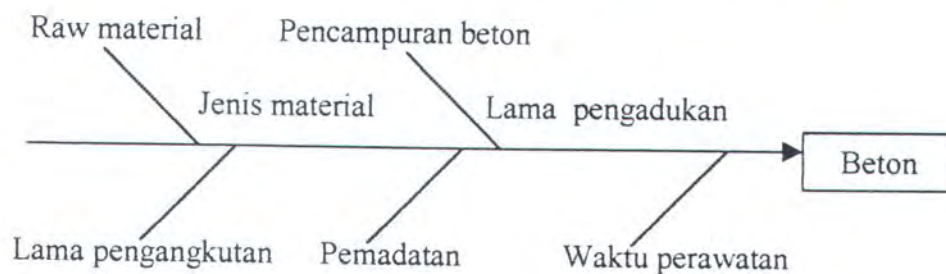 Raw material
Pencampuran beton
Jenis material
Lama pengadukan
Beton
Lama pengangkutan
Pemadatan
Waktu perawatan